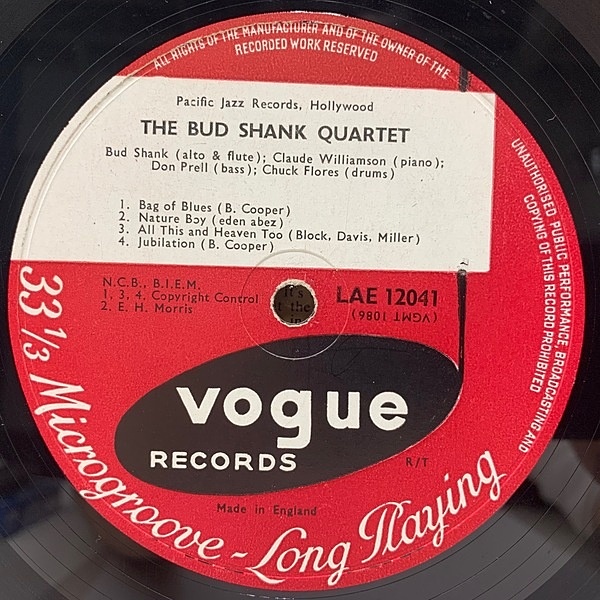 ALL RIGHTS OF THE MANUFACTURER AND OF THE OWNER OF THE
RECORDED WORK RESERVED
UNAUTHORISED PUBLIC PERFORMANCE, BROADCASTING AND
COPYING OF THIS RECORD PROHIBITED
Pacific Jazz Records, Hollywood
THE BUD SHANK QUARTET
Bud Shank (alto & flute); Claude Williamson (piano);
Don Prell (bass); Chuck Flores (drums)
1. Bag of Blues (B. Cooper)
2. Nature Boy (eden abez)
3. All This and Heaven Too (Block, Davis, Miller)
4. Jubilation (B. Cooper)
N.C.B., B.I.E.M.
1, 3, 4, Copyright Control
2. E. H. Morris
It's
the
in
LAE 12041
(VGMT 1086)
vogue
RECORDS
R/T
Made in England
33 1/3 Microgroove - Long Playing